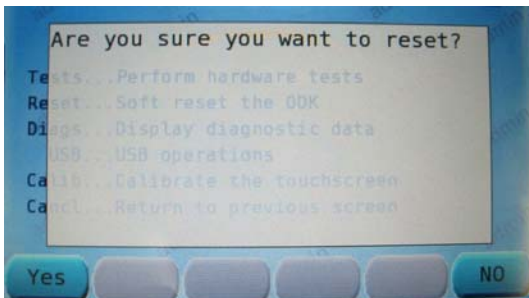 Are you sure you want to reset?
Tests...Perform hardware tests
Reset...Soft reset the ODK
Diags...Display diagnostic data
USB...USB operations
Calib...Calibrate the touchscreen
Cancl...Return to previous screen
Yes NO